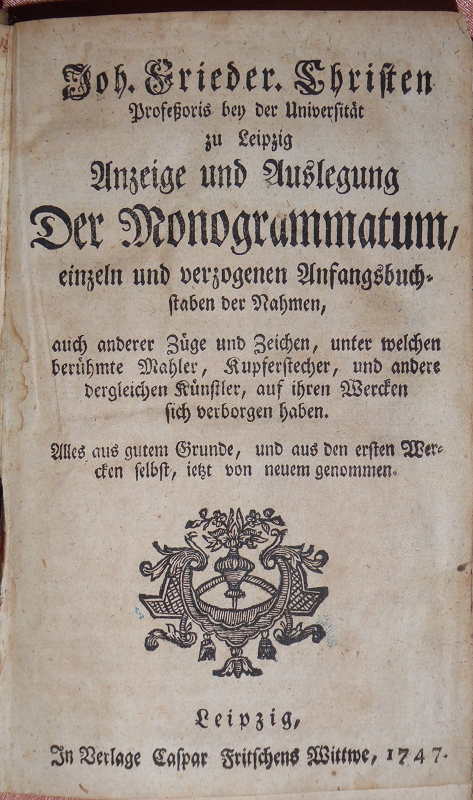 Joh. Frieder. Christen
Profeßoris bey der Universität
zu Leipzig
Anzeige und Auslegung
Der Monogrammatum,
einzeln und verzogenen Anfangsbuch-
staben der Nahmen,
auch anderer Züge und Zeichen, unter welchen
berühmte Mahler, Kupferstecher, und andere
dergleichen Künstler, auf ihren Wercken
sich verborgen haben.
Alles aus gutem Grunde, und aus den ersten Wer-
cken selbst, ietzt von neuem genommen.
Leipzig,
In Verlage Caspar Fritschens Wittwe, 1747.